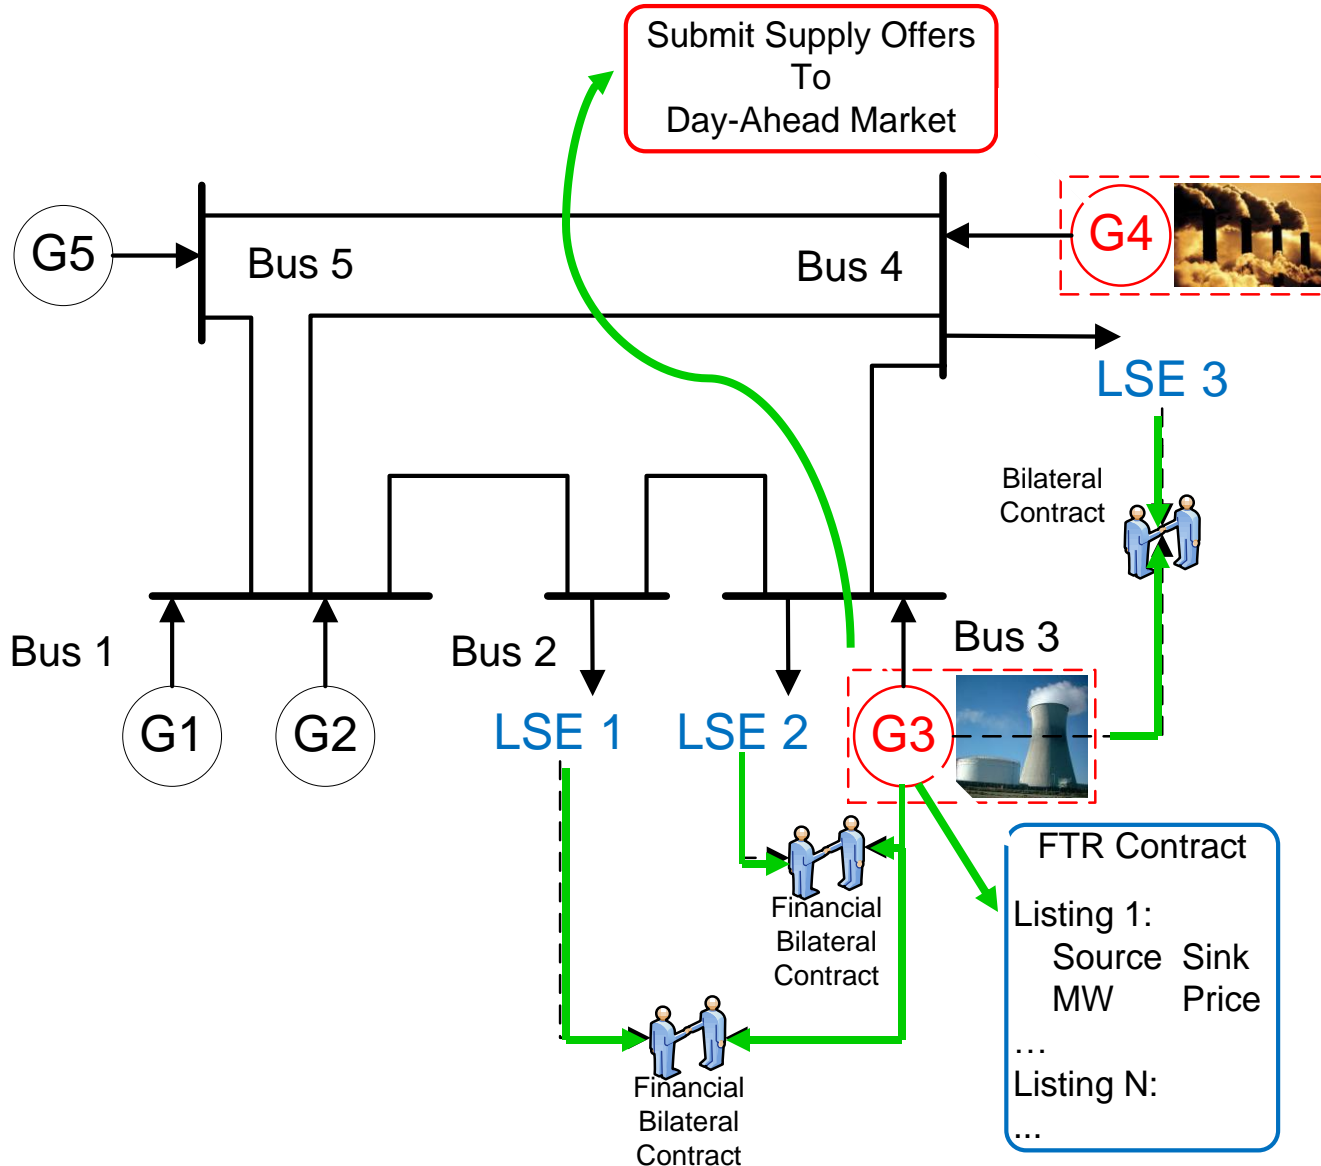 Submit Supply Offers
To
Day-Ahead Market
G5
Bus 5
Bus 4
G4
LSE 3
Bilateral
Contract
Bus 1
Bus 2
Bus 3
G1
G2
LSE 1
LSE 2
G3
Financial
Bilateral
Contract
Financial
Bilateral
Contract
FTR Contract
Listing 1:
Source Sink
MW Price
...
Listing N:
...